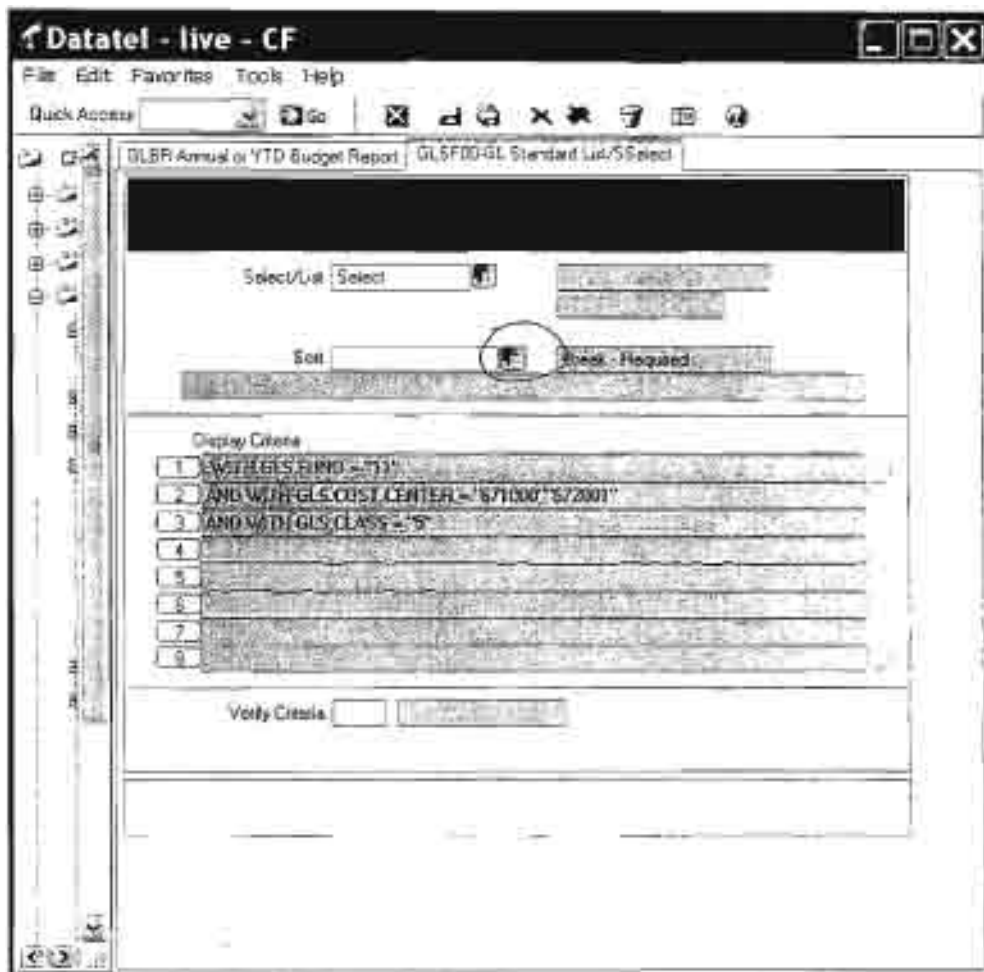 Datatel - live - CF
File Edit Favorites Tools Help
Quick Access Go
GLBR Annual or YTD Budget Report GLSF00-GL Standard List/SSelect
Select/List Select
Sort Break - Required
Display Criteria
1 WITH GLS.FUND = "11"
2 AND WITH GLS.COST.CENTER = "671000" "672001"
3 AND WITH GLS.CLASS = "5"
4
5
6
7
8
Verify Criteria